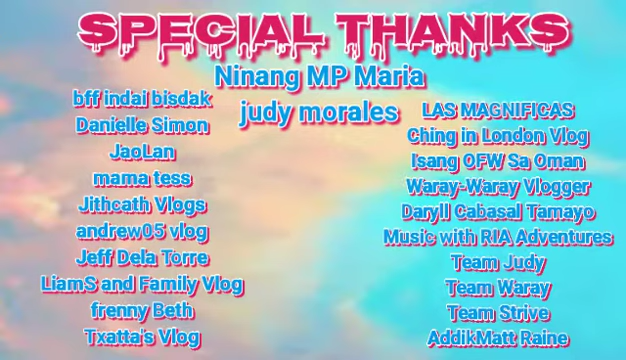 SPECIAL THANKS
Ninang MP Maria
judy morales
bff indai bisdak
Danielle Simon
JaoLan
mama tess
Jithcath Vlogs
andrew05 vlog
Jeff Dela Torre
LiamS and Family Vlog
frenny Beth
Txatta's Vlog
LAS MAGNIFICAS
Ching in London Vlog
Isang OFW Sa Oman
Waray-Waray Vlogger
Daryll Cabasal Tamayo
Music with RIA Adventures
Team Judy
Team Waray
Team Strive
AddikMatt Raine